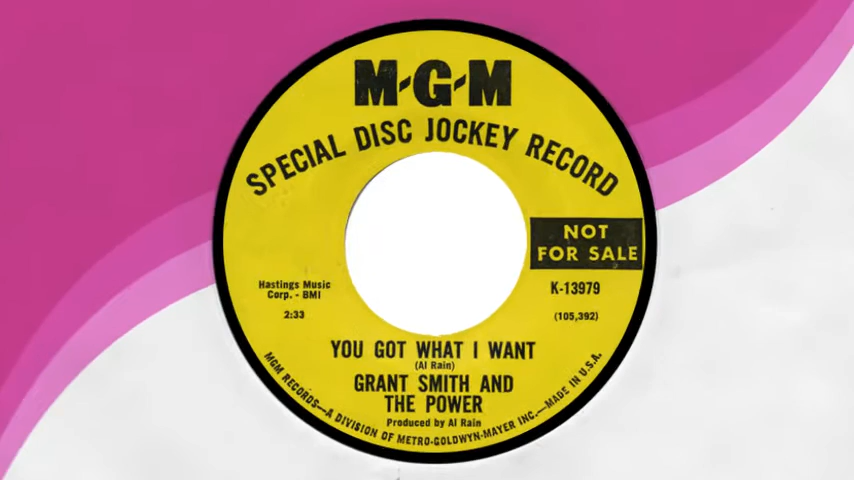 M-G-M
SPECIAL DISC JOCKEY RECORD
NOT
FOR SALE
Hastings Music
Corp. - BMI
K-13979
2:33
(105,392)
YOU GOT WHAT I WANT
(Al Rain)
GRANT SMITH AND
THE POWER
Produced by Al Rain
MGM RECORDS—A DIVISION OF METRO-GOLDWYN-MAYER INC.—MADE IN U.S.A.